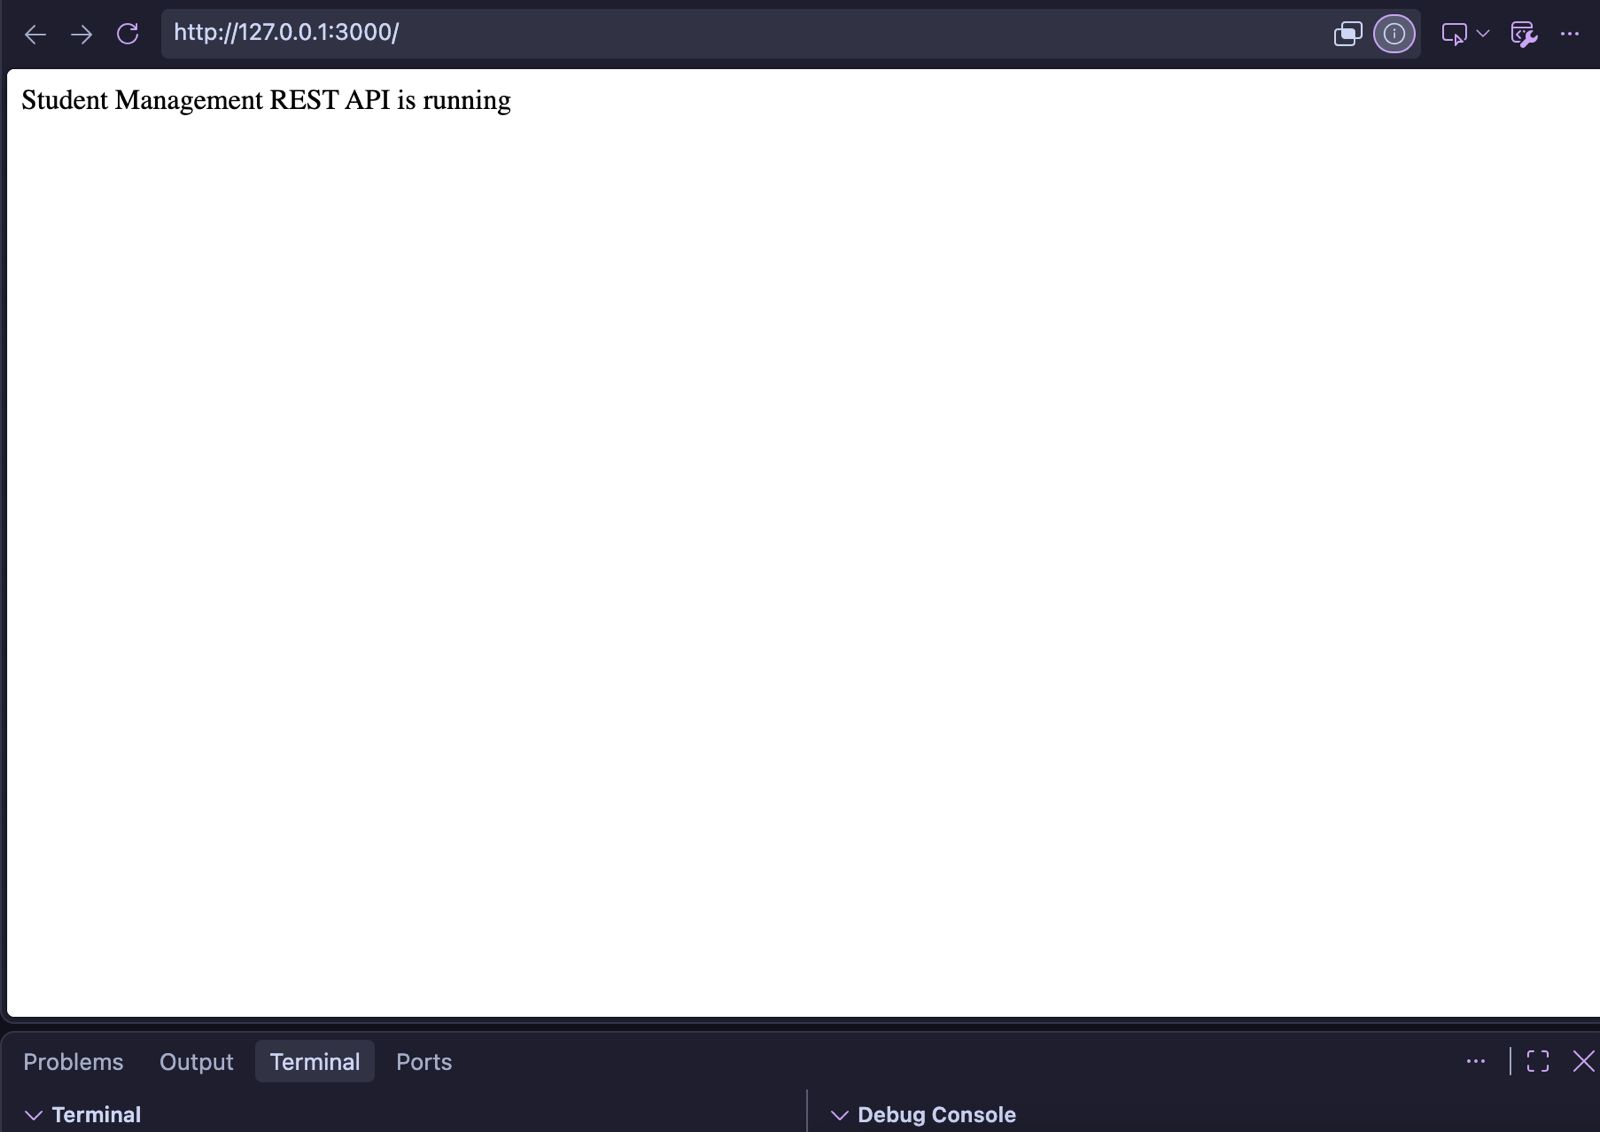 http://127.0.0.1:3000/
Student Management REST API is running
Problems Output Terminal Ports
Terminal Debug Console